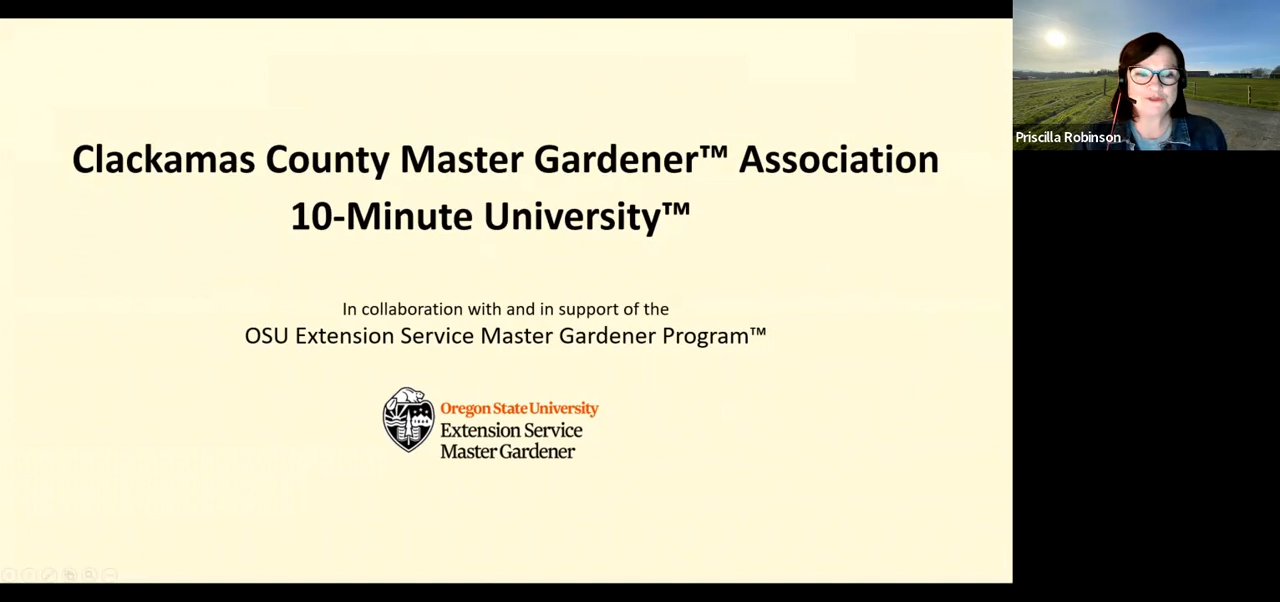 Clackamas County Master Gardener™ Association
10-Minute University™
In collaboration with and in support of the
OSU Extension Service Master Gardener Program™
Oregon State University
Extension Service
Master Gardener
Priscilla Robinson